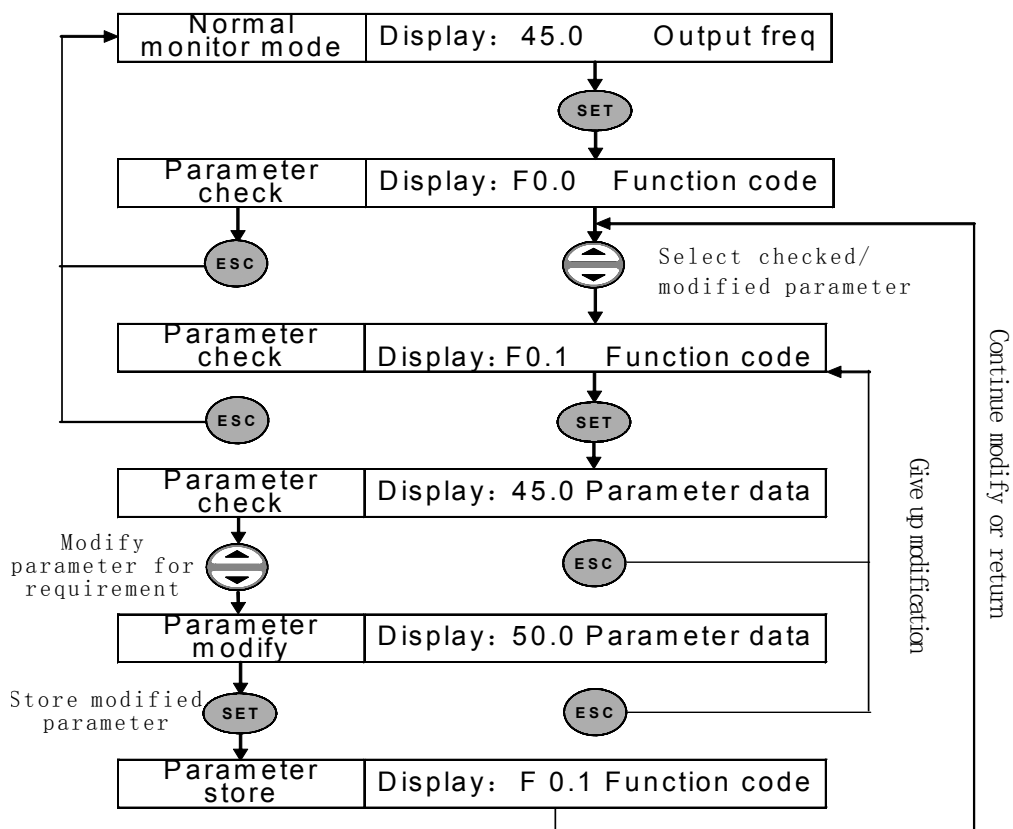 Normal
monitor mode
Display: 45.0 Output freq
SET
Parameter
check
Display: F0.0 Function code
ESC
Select checked/
modified parameter
Parameter
check
Display: F0.1 Function code
ESC
SET
Parameter
check
Display: 45.0 Parameter data
Modify
parameter for
requirement
ESC
Parameter
modify
Display: 50.0 Parameter data
Store modified
parameter
SET
ESC
Parameter
store
Display: F 0.1 Function code
Give up modification
Continue modify or return